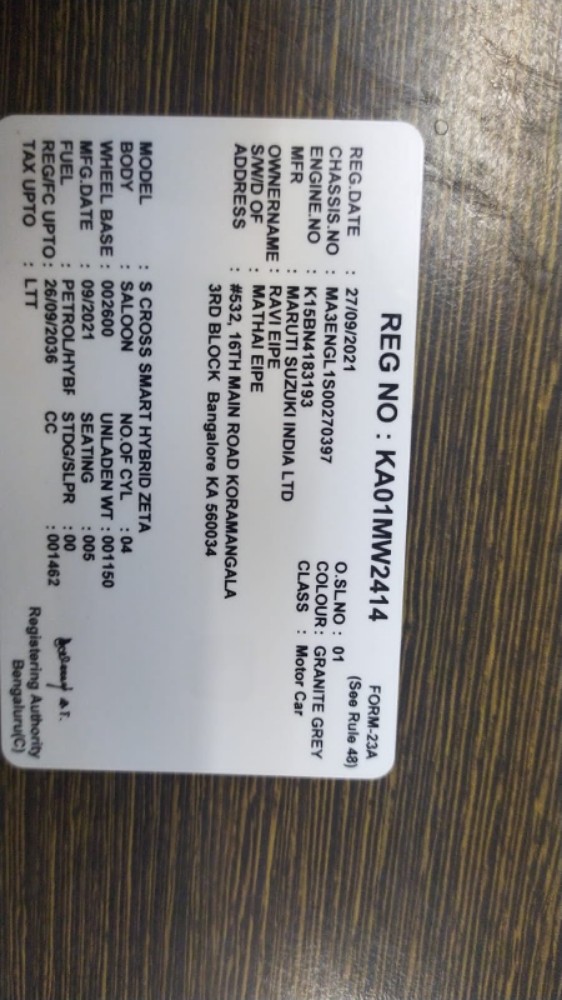 FORM-23A
REG NO : KA01MW2414 (See Rule 48)
REG.DATE : 27/09/2021 O.SL.NO : 01
CHASSIS.NO : MA3ENGL1S00270397 COLOUR : GRANITE GREY
ENGINE.NO : K15BN4183193 CLASS : Motor Car
MFR : MARUTI SUZUKI INDIA LTD
OWNERNAME : RAVI EIPE
S/W/D OF : MATHAI EIPE
ADDRESS : #532, 16TH MAIN ROAD KORAMANGALA
3RD BLOCK Bangalore KA 560034
MODEL : S CROSS SMART HYBRID ZETA
BODY : SALOON NO.OF CYL : 04
WHEEL BASE : 002600 UNLADEN WT : 001150
MFG.DATE : 09/2021 SEATING : 005
FUEL : PETROL/HYBR STDG/SLPR : 00
REG/FC UPTO : 26/09/2036 CC : 001462
TAX UPTO : LTT
Registering Authority
Bengaluru(C)